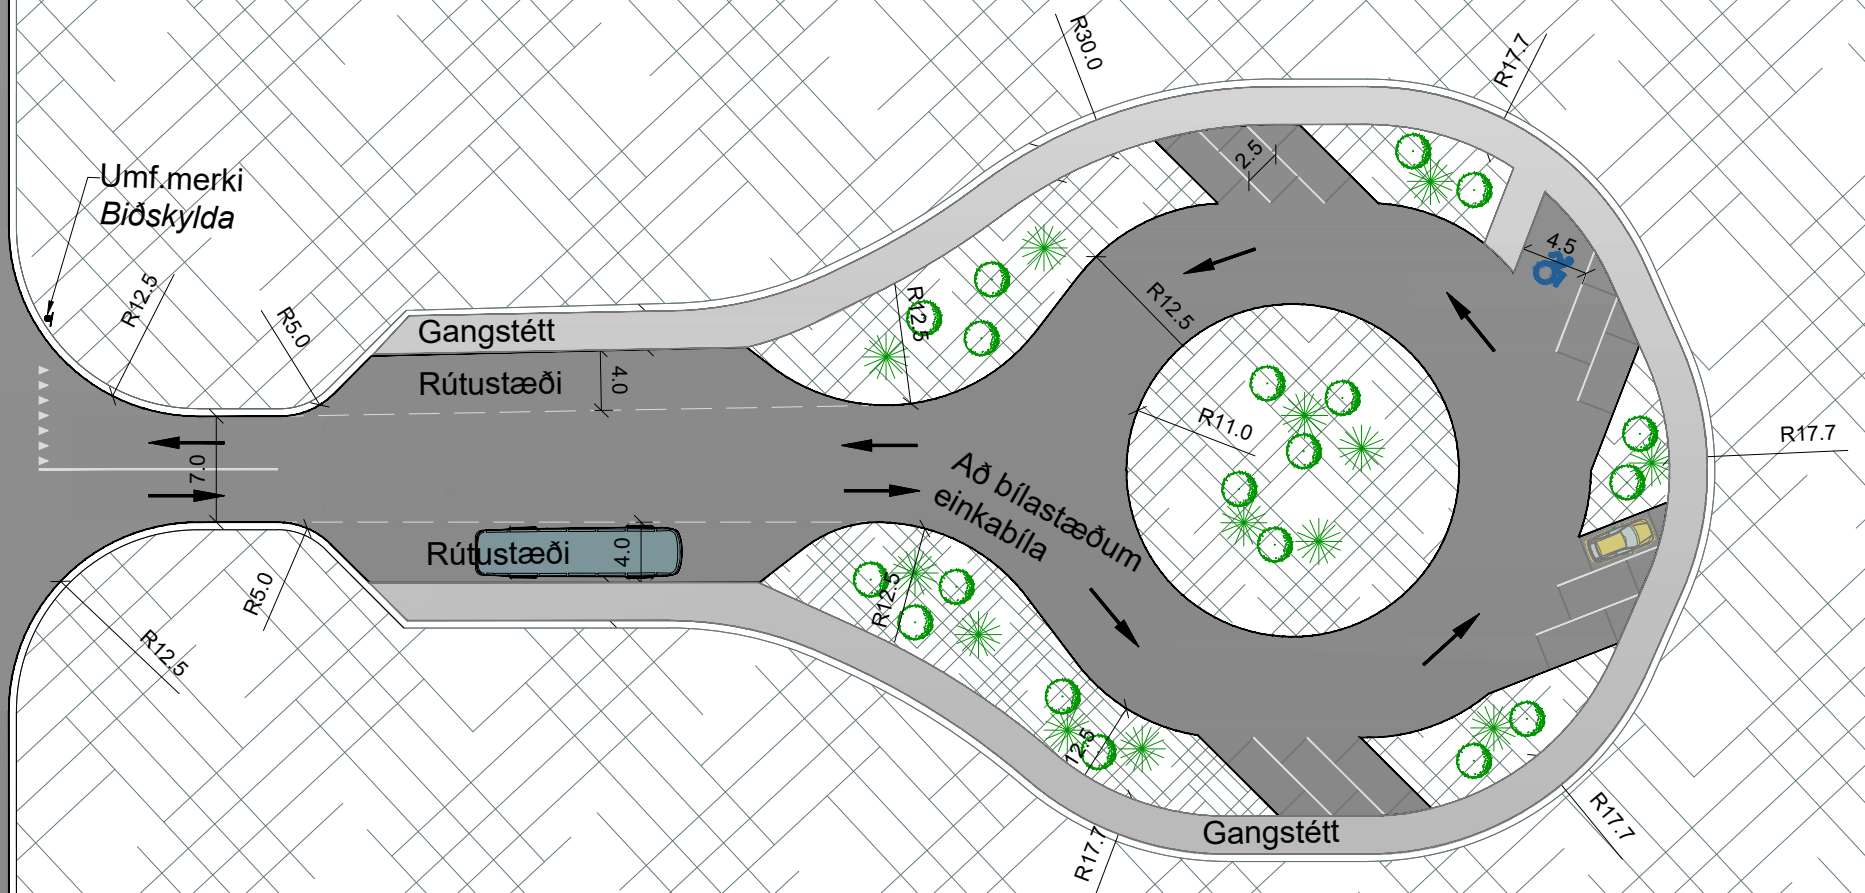 R30.0
R17.7
Umf.merki
Biðskylda
2.5
4.5
R12.5
R5.0
R12.5
R12.5
Gangstétt
Rútustæði
4.0
R11.0
R17.7
7.0
Að bílastæðum
einkabíla
Rútustæði
4.0
R5.0
R12.5
R12.5
12.5
R17.7
Gangstétt
R17.7